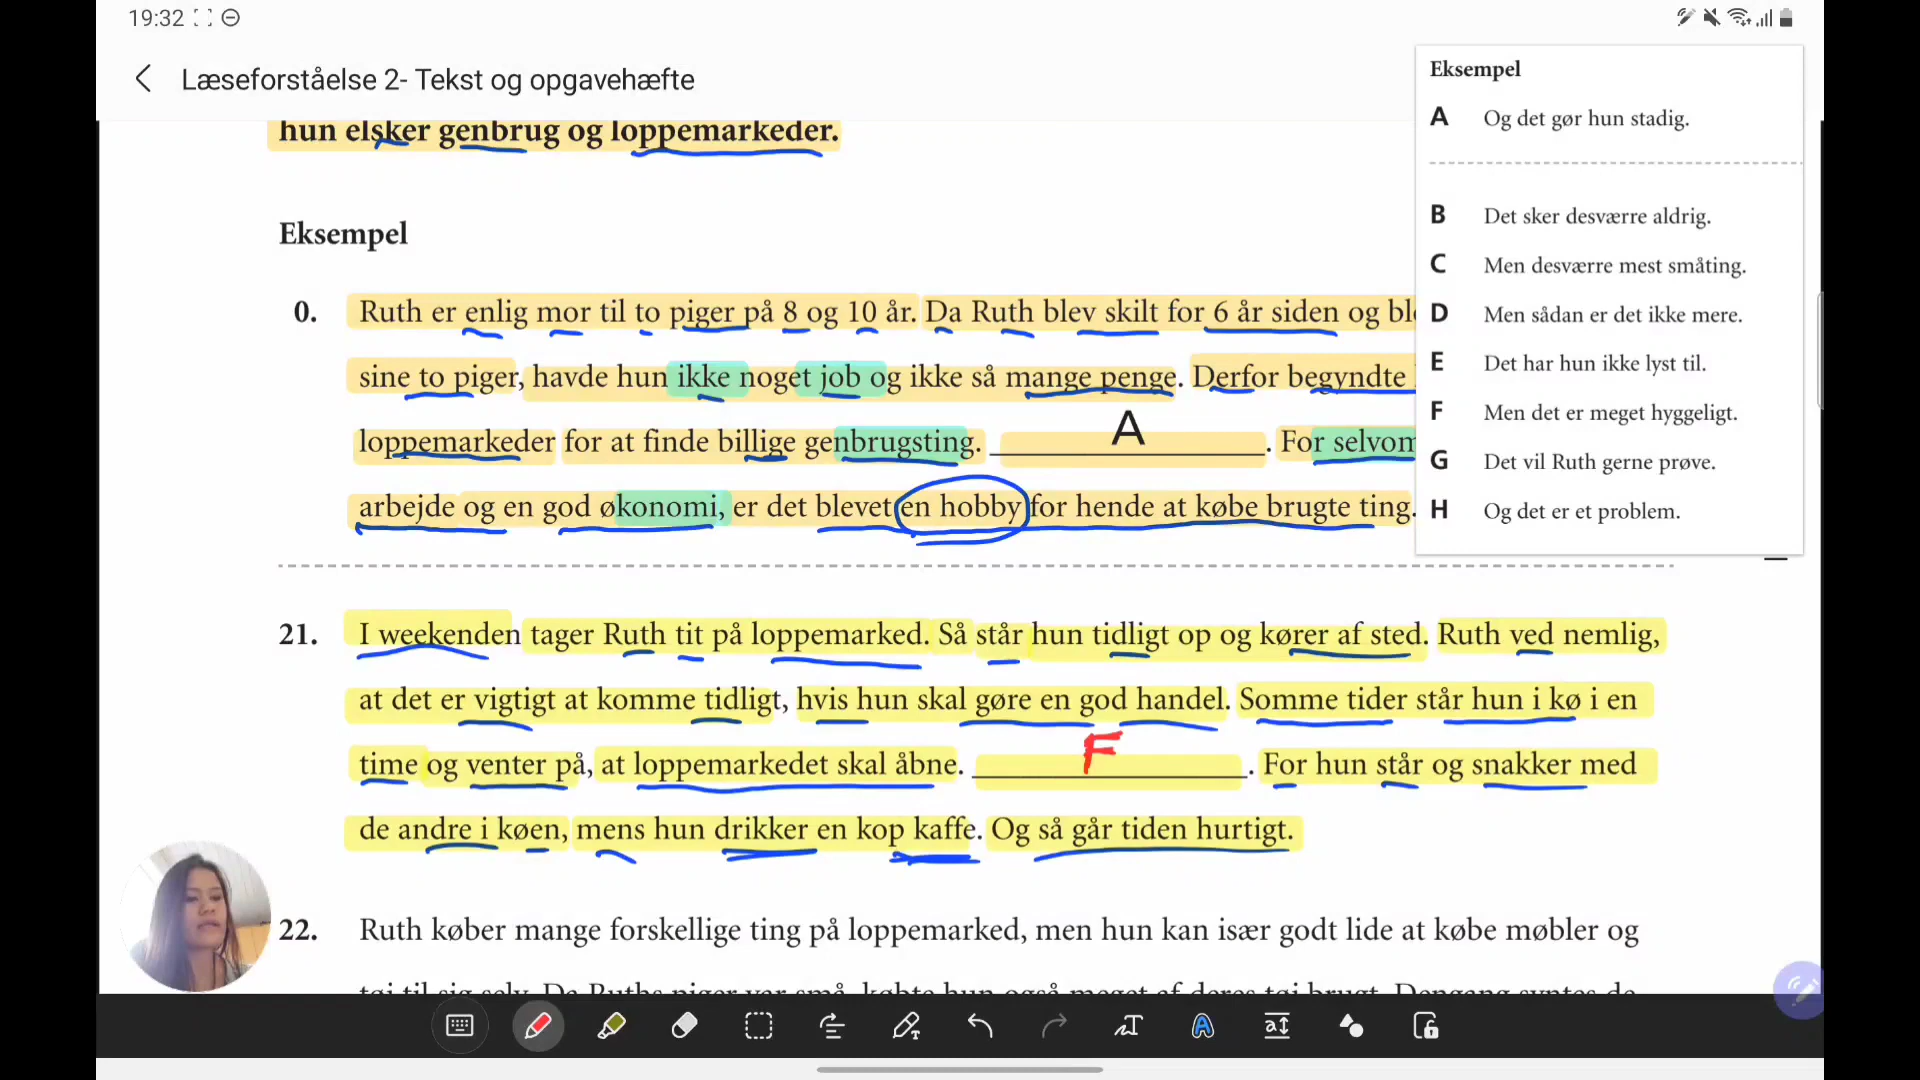 19:32
Læseforståelse 2- Tekst og opgavehæfte
hun elsker genbrug og loppemarkeder.
Eksempel
0. Ruth er enlig mor til to piger på 8 og 10 år. Da Ruth blev skilt for 6 år siden og
sine to piger, havde hun ikke noget job og ikke så mange penge. Derfor begyndte
loppemarkeder for at finde billige genbrugsting. A. For selvom
arbejde og en god økonomi, er det blevet en hobby for hende at købe brugte ting.
21. I weekenden tager Ruth tit på loppemarked. Så står hun tidligt op og kører af sted. Ruth ved nemlig,
at det er vigtigt at komme tidligt, hvis hun skal gøre en god handel. Somme tider står hun i kø i en
time og venter på, at loppemarkedet skal åbne. F. For hun står og snakker med
de andre i køen, mens hun drikker en kop kaffe. Og så går tiden hurtigt.
22. Ruth køber mange forskellige ting på loppemarked, men hun kan især godt lide at købe møbler og
Eksempel
A Og det gør hun stadig.
B Det sker desværre aldrig.
C Men desværre mest småting.
D Men sådan er det ikke mere.
E Det har hun ikke lyst til.
F Men det er meget hyggeligt.
G Det vil Ruth gerne prøve.
H Og det er et problem.